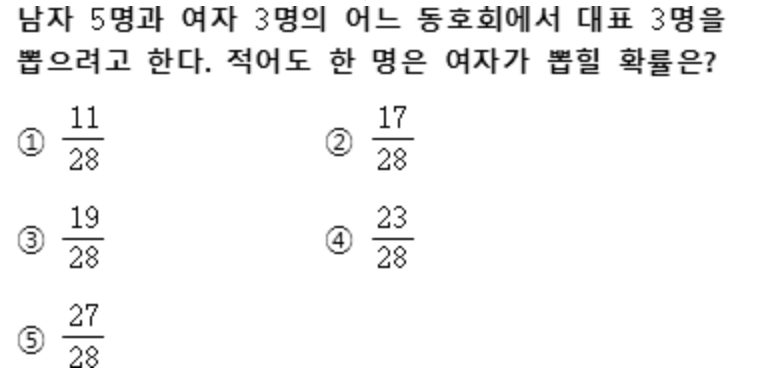 남자 5명과 여자 3명의 어느 동호회에서 대표 3명을
뽑으려고 한다. 적어도 한 명은 여자가 뽑힐 확률은?
① 11/28 ② 17/28
③ 19/28 ④ 23/28
⑤ 27/28